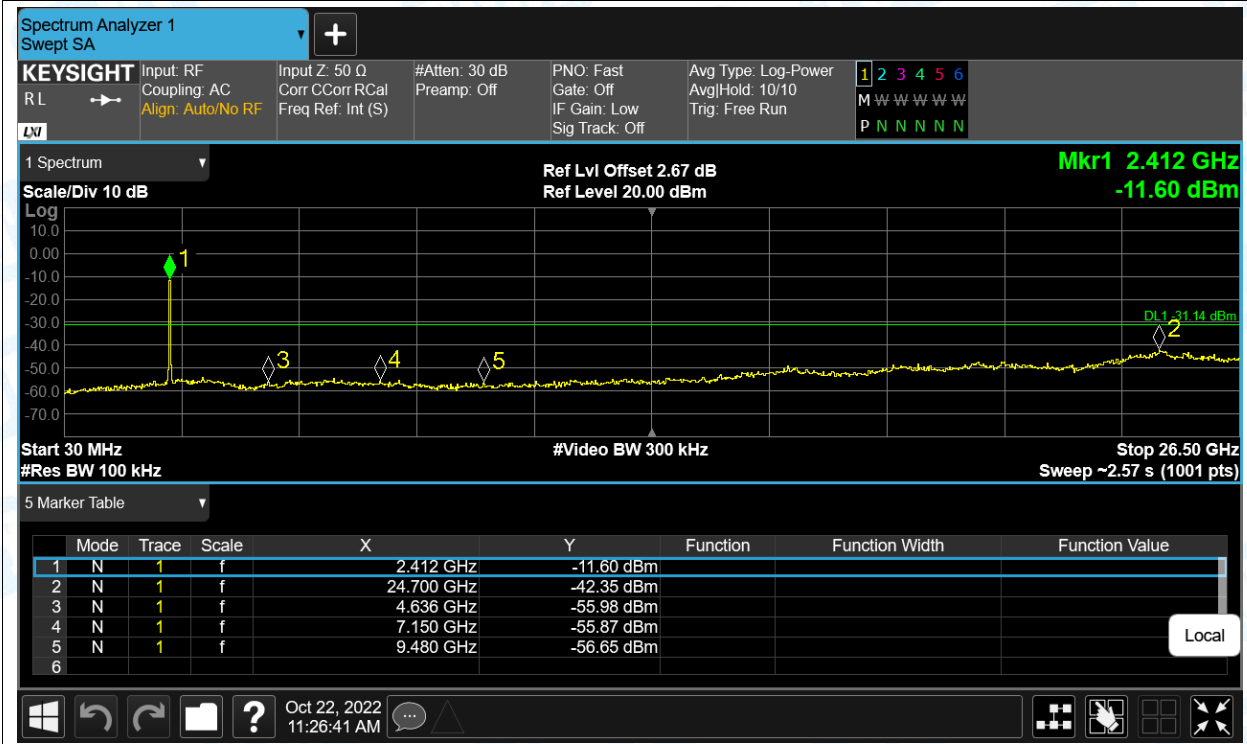 Spectrum Analyzer 1
Swept SA
KEYSIGHT
R L
LXI
Input: RF
Coupling: AC
Align: Auto/No RF
Input Z: 50 Ω
Corr CCorr RCal
Freq Ref: Int (S)
#Atten: 30 dB
Preamp: Off
PNO: Fast
Gate: Off
IF Gain: Low
Sig Track: Off
Avg Type: Log-Power
Avg|Hold: 10/10
Trig: Free Run
1 2 3 4 5 6
M W W W W W
P N N N N N
1 Spectrum
Scale/Div 10 dB
Ref Lvl Offset 2.67 dB
Ref Level 20.00 dBm
Mkr1 2.412 GHz
-11.60 dBm
Log
10.0
0.00
-10.0
-20.0
-30.0
-40.0
-50.0
-60.0
-70.0
1
3
4
5
DL1 -31.14 dBm
2
Start 30 MHz
#Video BW 300 kHz
Stop 26.50 GHz
#Res BW 100 kHz
Sweep ~2.57 s (1001 pts)
5 Marker Table
Mode Trace Scale X Y Function Function Width Function Value
1 N 1 f 2.412 GHz -11.60 dBm
2 N 1 f 24.700 GHz -42.35 dBm
3 N 1 f 4.636 GHz -55.98 dBm
4 N 1 f 7.150 GHz -55.87 dBm
5 N 1 f 9.480 GHz -56.65 dBm
6
Local
?
Oct 22, 2022
11:26:41 AM